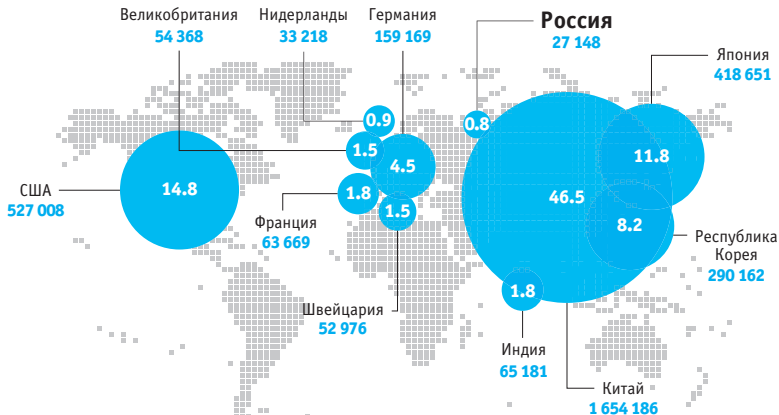 Великобритания
54 368
Нидерланды
33 218
Германия
159 169
Россия
27 148
Япония
418 651
0.9
0.8
1.5
4.5
11.8
США
527 008
14.8
1.8
1.5
46.5
8.2
Франция
63 669
Республика
Корея
290 162
Швейцария
52 976
1.8
Индия
65 181
Китай
1 654 186